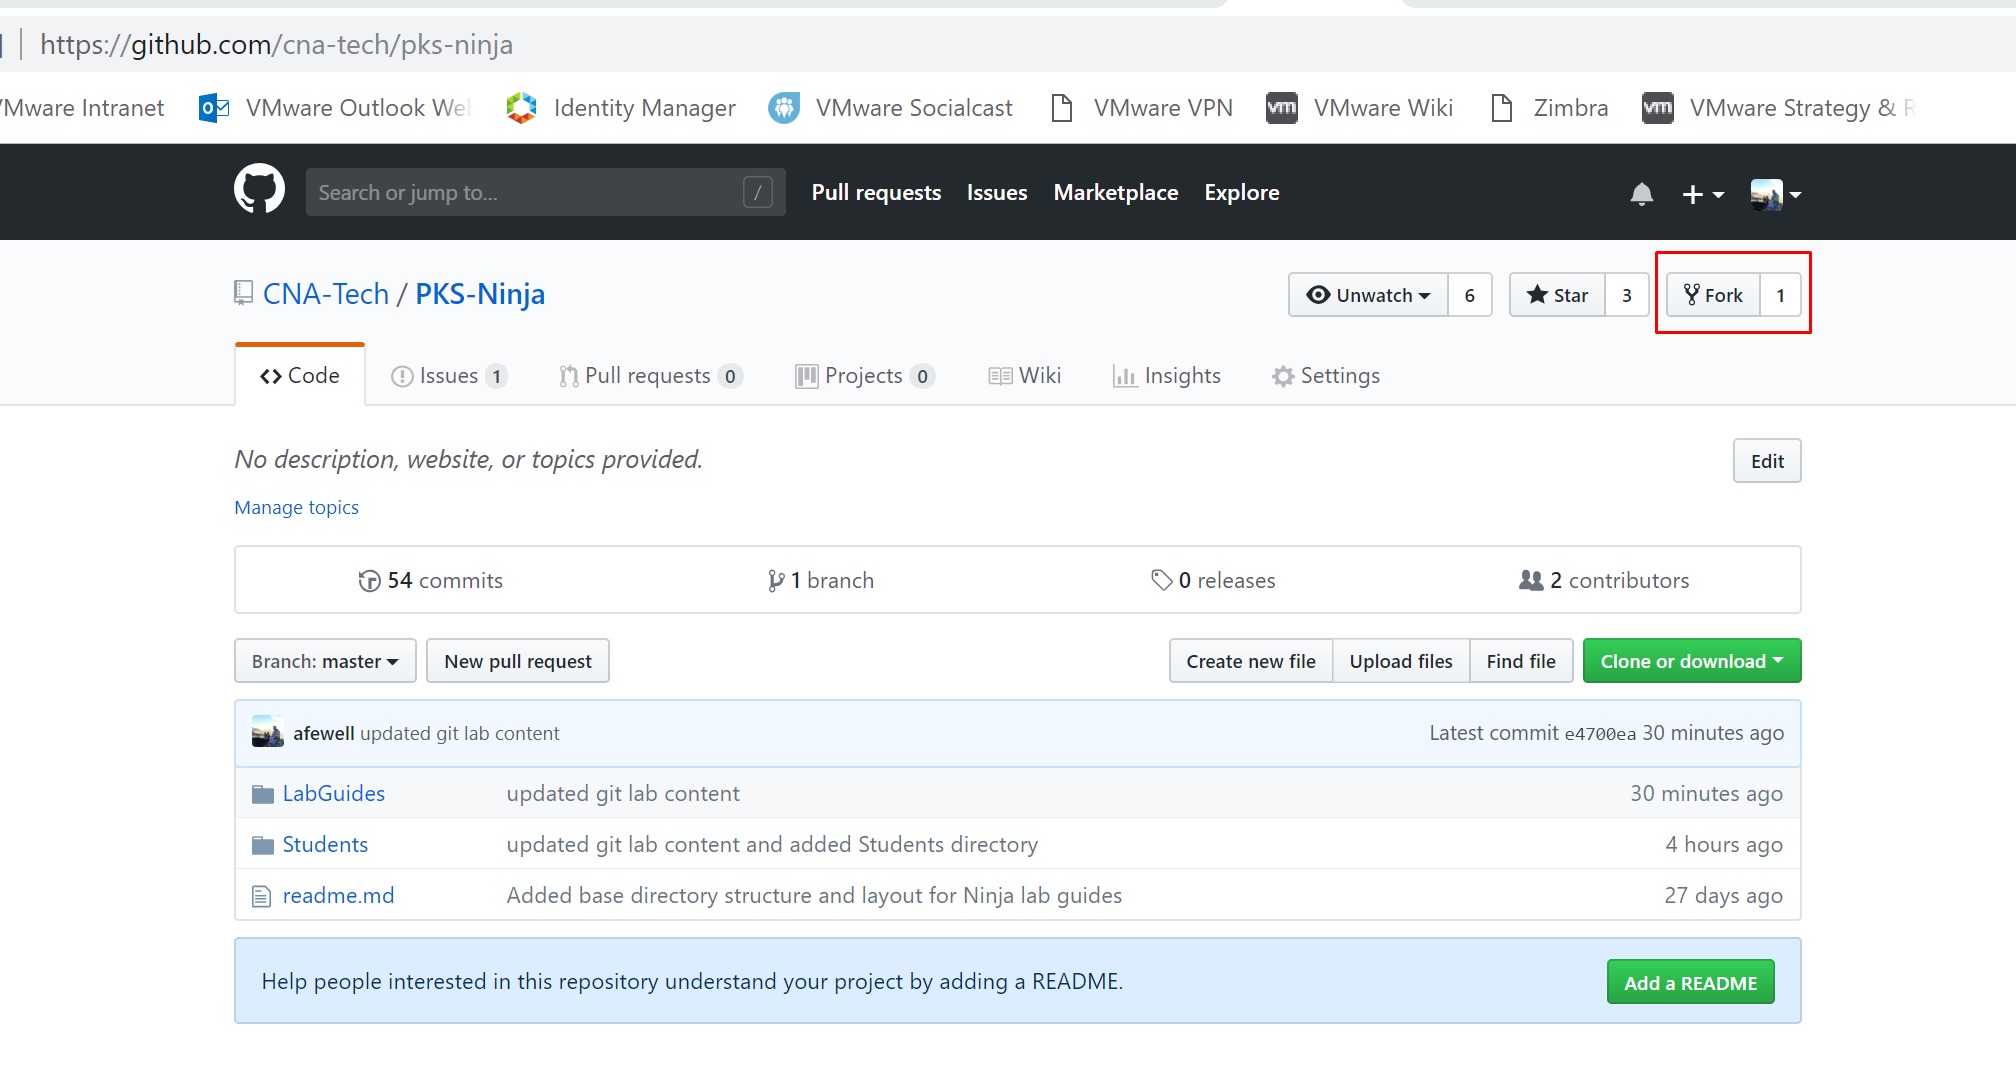 https://github.com/cna-tech/pks-ninja
VMware Intranet VMware Outlook Identity Manager VMware Socialcast VMware VPN vm VMware Wiki Zimbra vm VMware Strategy &
Search or jump to... / Pull requests Issues Marketplace Explore
CNA-Tech / PKS-Ninja Unwatch 6 Star 3 Fork 1
Code Issues 1 Pull requests 0 Projects 0 Wiki Insights Settings
No description, website, or topics provided. Edit
Manage topics
54 commits 1 branch 0 releases 2 contributors
Branch: master New pull request Create new file Upload files Find file Clone or download
afewell updated git lab content Latest commit e4700ea 30 minutes ago
LabGuides updated git lab content 30 minutes ago
Students updated git lab content and added Students directory 4 hours ago
readme.md Added base directory structure and layout for Ninja lab guides 27 days ago
Help people interested in this repository understand your project by adding a README. Add a README